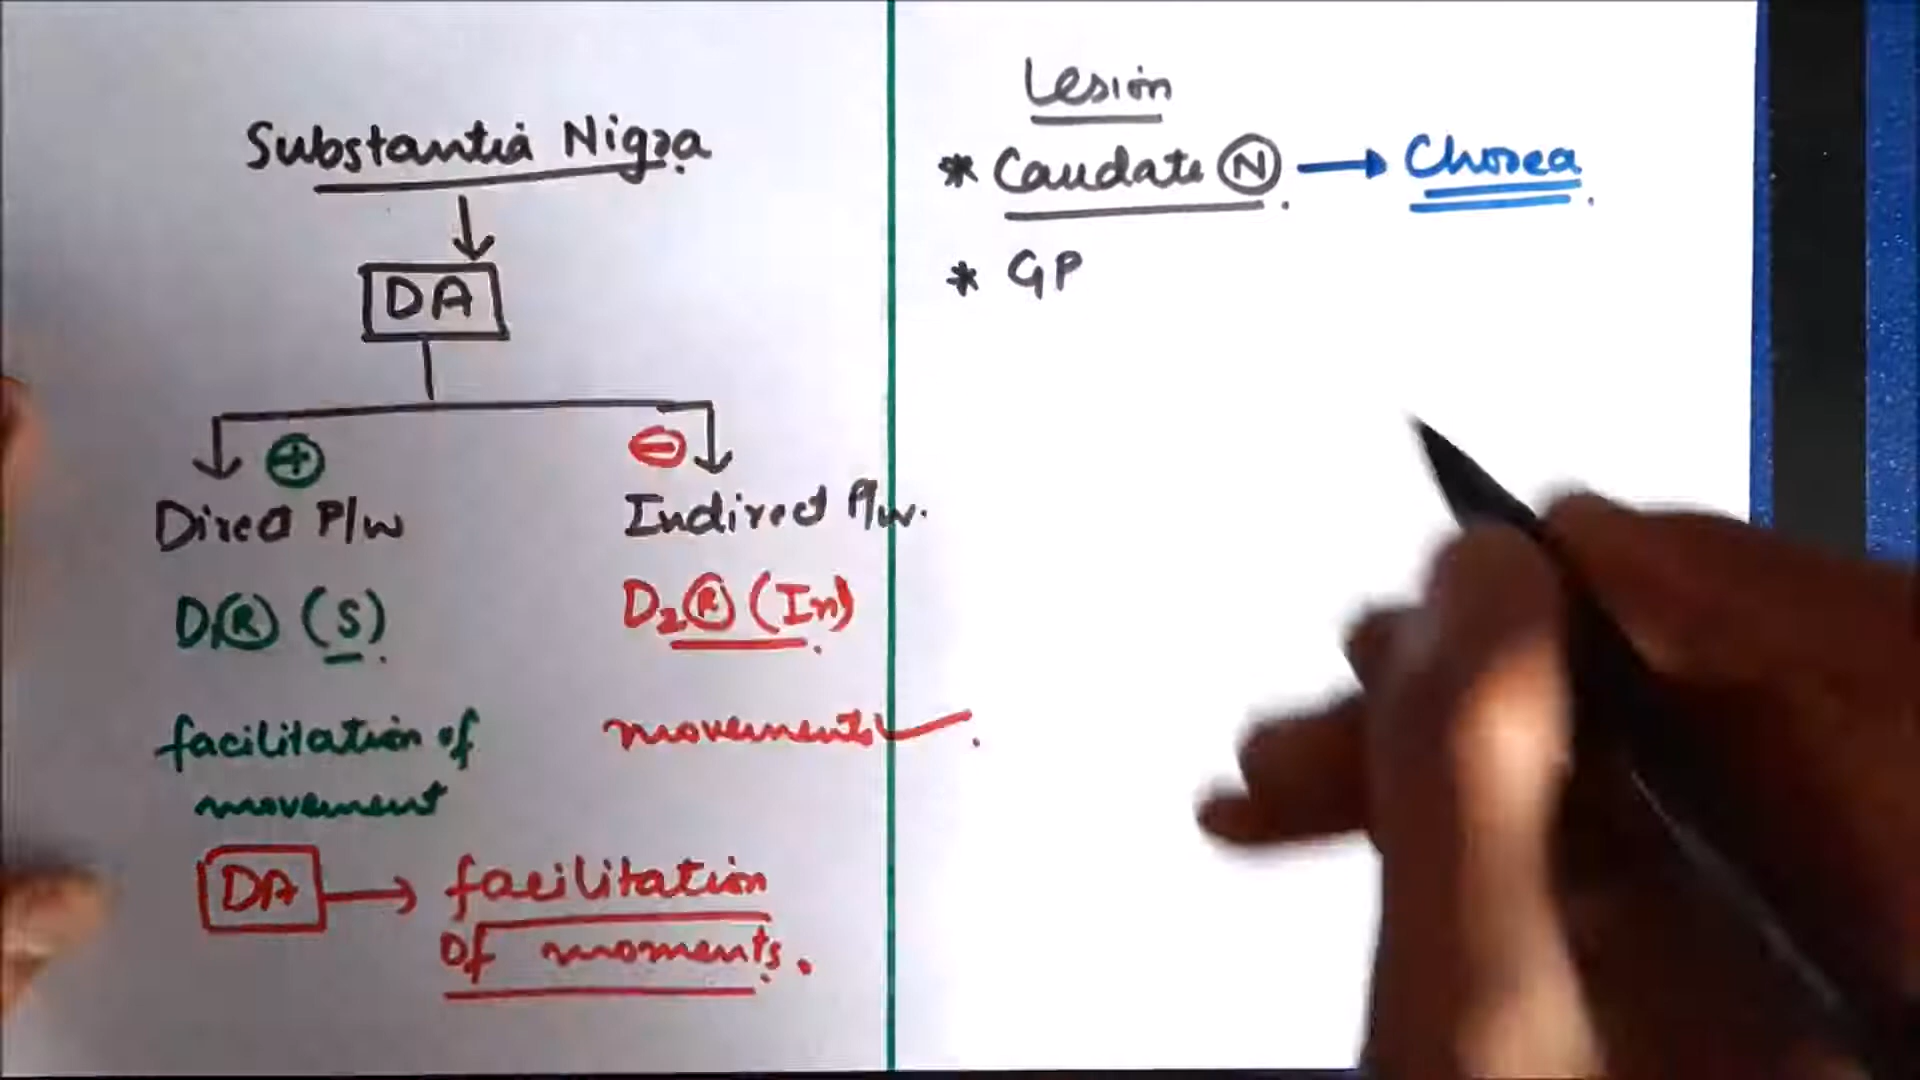 Substantia Nigra
DA
+
-
Direct P/w
Indirect P/w.
D1 R (S)
D2 R (In)
facilitation of
movement
movements
DA → facilitation
of moments.
Lesion
* Caudate N → Chorea.
* GP